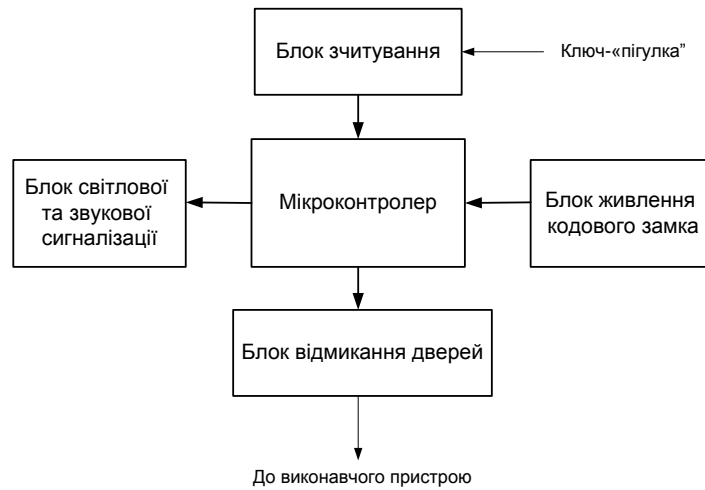 Блок зчитування
Ключ-«пігулка”
Блок світлової
та звукової
сигналізації
Мікроконтролер
Блок живлення
кодового замка
Блок відмикання дверей
До виконавчого пристрою